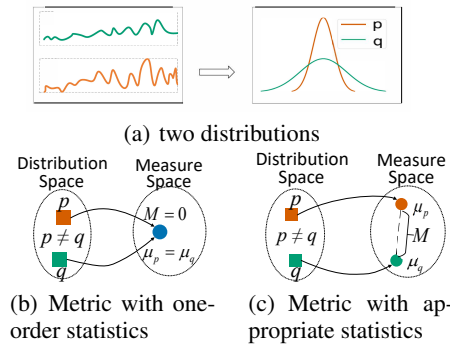 p
q
(a) two distributions
Distribution Space
Measure Space
p
p ≠ q
q
M = 0
μp = μq
(b) Metric with one-
order statistics
Distribution Space
Measure Space
p
p ≠ q
q
μp
M
μq
(c) Metric with ap-
propriate statistics